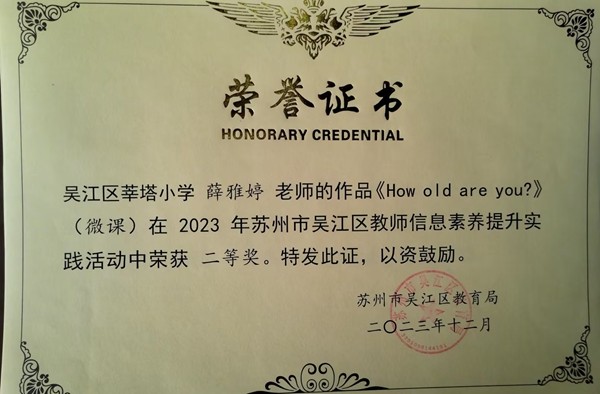 荣誉证书
HONORARY CREDENTIAL
吴江区莘塔小学 薛雅婷 老师的作品《How old are you?》
（微课）在 2023 年苏州市吴江区教师信息素养提升实
践活动中荣获 二等奖。特发此证，以资鼓励。
苏州市吴江区教育局
二〇二三年十二月